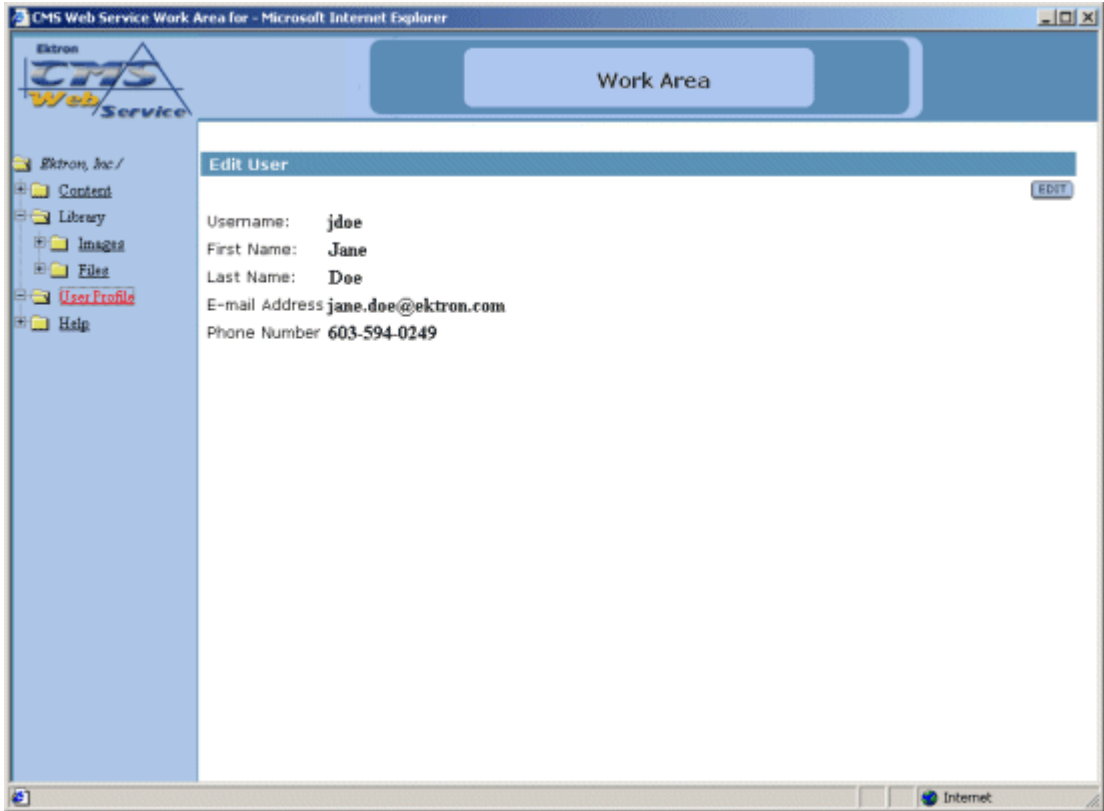 CMS Web Service Work Area for - Microsoft Internet Explorer
Ektron
CMS
Web
Service
Work Area
Ektron, Inc /
Content
Library
Images
Files
User Profile
Help
Edit User
EDIT
Username: jdoe
First Name: Jane
Last Name: Doe
E-mail Address jane.doe@ektron.com
Phone Number 603-594-0249
Internet